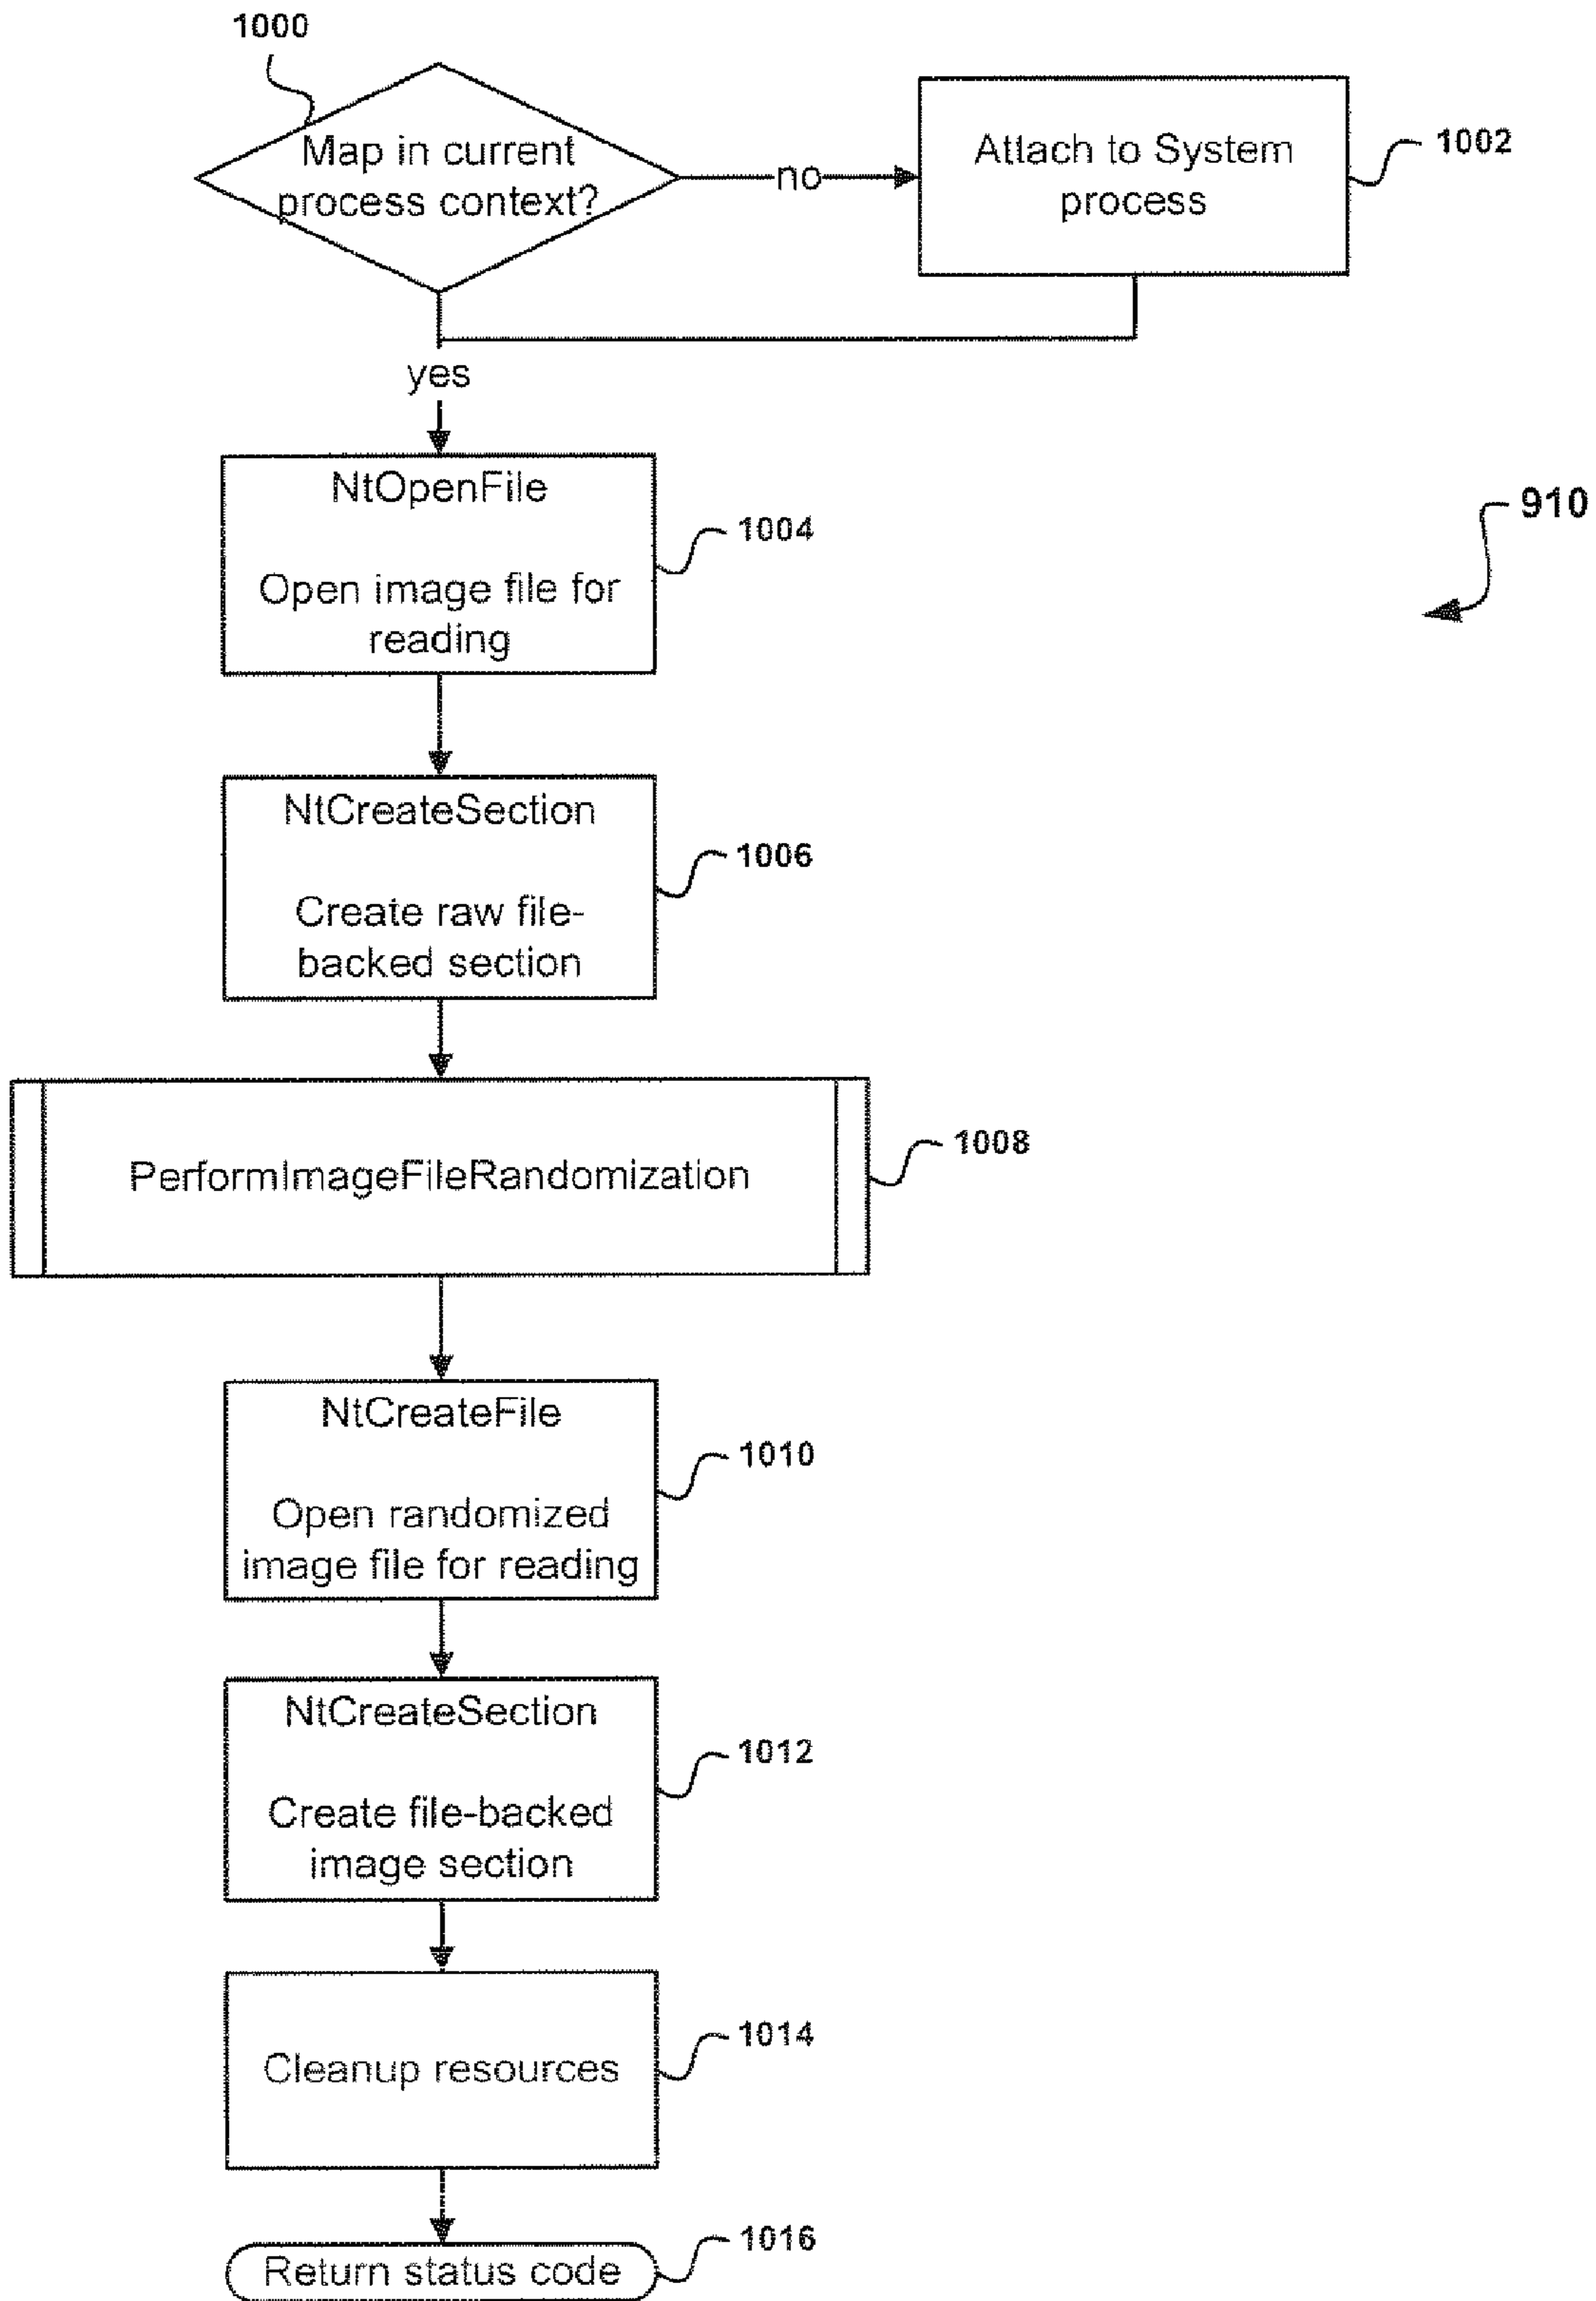 1000
Map in current
process context?
no
Attach to System
process
1002
yes
NtOpenFile
Open image file for
reading
1004
910
NtCreateSection
Create raw file-
backed section
1006
PerformImageFileRandomization
1008
NtCreateFile
Open randomized
image file for reading
1010
NtCreateSection
Create file-backed
image section
1012
Cleanup resources
1014
Return status code
1016